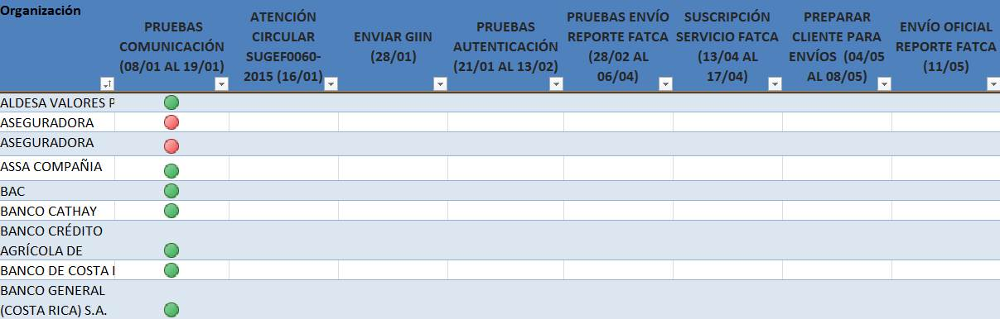 Organización
PRUEBAS
COMUNICACIÓN
(08/01 AL 19/01)
ATENCIÓN
CIRCULAR
SUGEF0060-
2015 (16/01)
ENVIAR GIIN
(28/01)
PRUEBAS
AUTENTICACIÓN
(21/01 AL 13/02)
PRUEBAS ENVÍO
REPORTE FATCA
(28/02 AL
06/04)
SUSCRIPCIÓN
SERVICIO FATCA
(13/04 AL
17/04)
PREPARAR
CLIENTE PARA
ENVÍOS (04/05
AL 08/05)
ENVÍO OFICIAL
REPORTE FATCA
(11/05)
ALDESA VALORES P
ASEGURADORA
ASEGURADORA
ASSA COMPAÑIA
BAC
BANCO CATHAY
BANCO CRÉDITO
AGRÍCOLA DE
BANCO DE COSTA
BANCO GENERAL
(COSTA RICA) S.A.